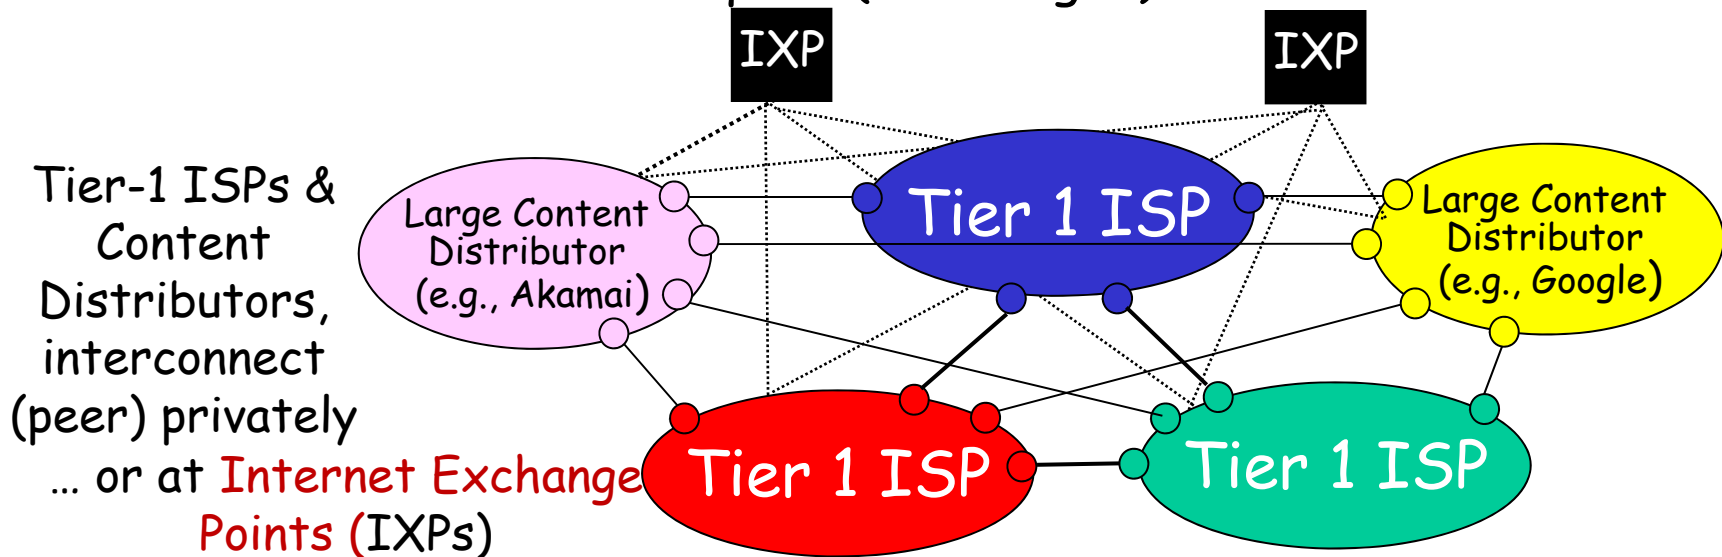 IXP
IXP
Tier-1 ISPs &
Content
Distributors,
interconnect
(peer) privately
… or at Internet Exchange
Points (IXPs)
Large Content
Distributor
(e.g., Akamai)
Tier 1 ISP
Large Content
Distributor
(e.g., Google)
Tier 1 ISP
Tier 1 ISP